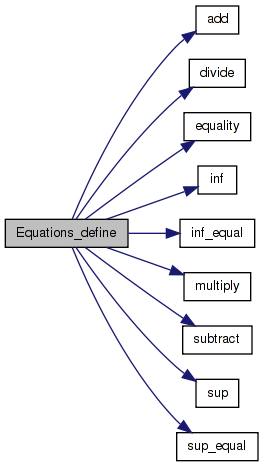 add
divide
equality
inf
Equations_define
inf_equal
multiply
subtract
sup
sup_equal